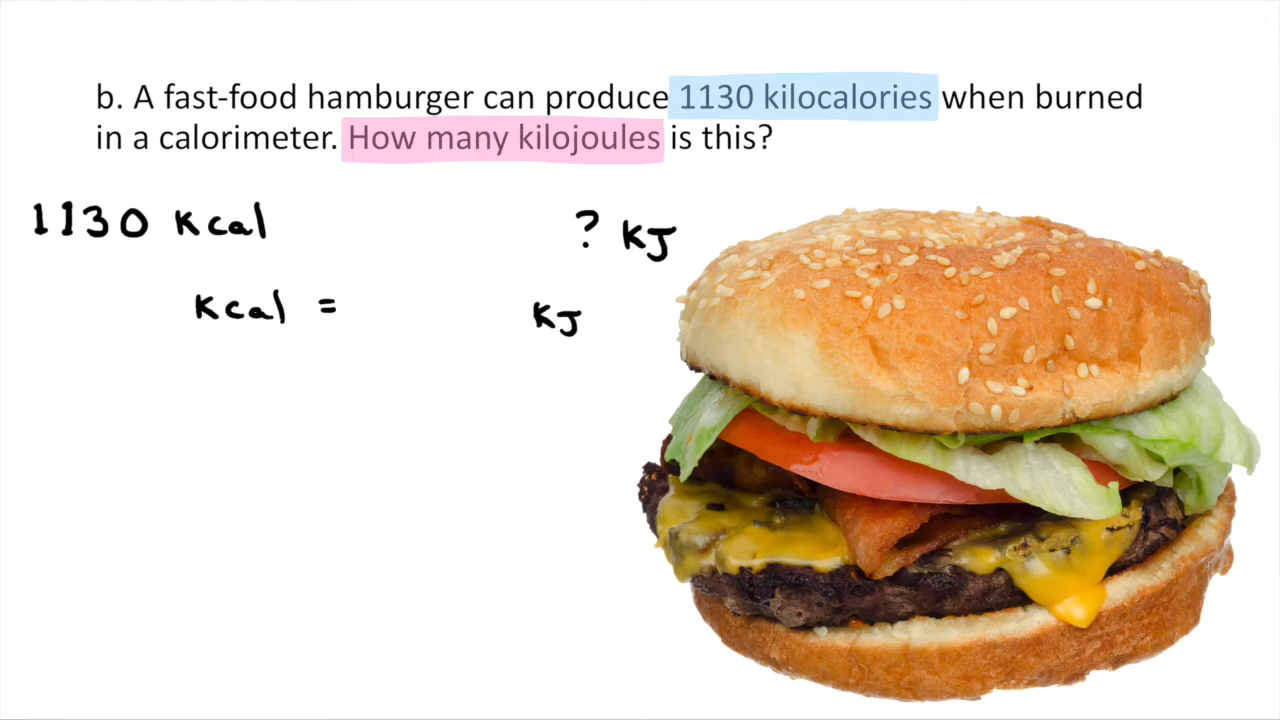 b. A fast-food hamburger can produce 1130 kilocalories when burned
in a calorimeter. How many kilojoules is this?
1130 Kcal ? KJ
Kcal = KJ